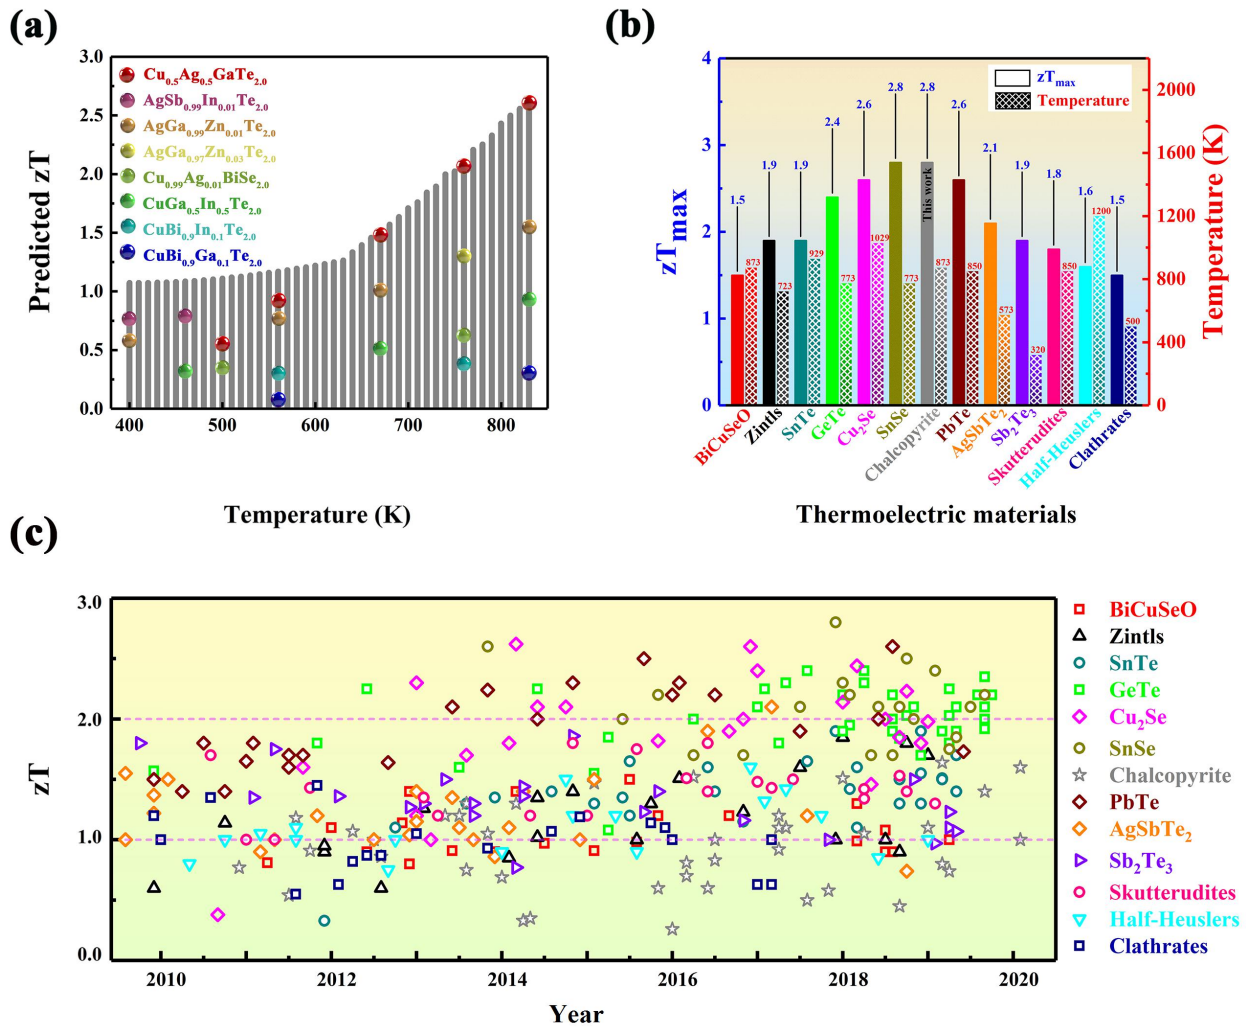 (a)
3.0
2.5
2.0
1.5
1.0
0.5
0.0
Predicted zT
Cu0.5Ag0.5GaTe2.0
AgSb0.99In0.01Te2.0
AgGa0.99Zn0.01Te2.0
AgGa0.97Zn0.03Te2.0
Cu0.99Ag0.01BiSe2.0
CuGa0.5In0.5Te2.0
CuBi0.9In0.1Te2.0
CuBi0.9Ga0.1Te2.0
400 500 600 700 800
Temperature (K)
(b)
4
3
2
1
0
zTmax
zTmax
Temperature
1.5 1.9 1.9 2.4 2.6 2.8 2.8 2.6 2.1 1.9 1.8 1.6 1.5
873 723 929 773 1029 773 873 850 573 320 850 1200 500
This work
2000
1600
1200
800
400
0
Temperature (K)
BiCuSeO
Zintls
SnTe
GeTe
Cu2Se
SnSe
Chalcopyrite
PbTe
AgSbTe2
Sb2Te3
Skutterudites
Half-Heuslers
Clathrates
Thermoelectric materials
(c)
3.0
2.0
1.0
0.0
zT
2010 2012 2014 2016 2018 2020
Year
BiCuSeO
Zintls
SnTe
GeTe
Cu2Se
SnSe
Chalcopyrite
PbTe
AgSbTe2
Sb2Te3
Skutterudites
Half-Heuslers
Clathrates